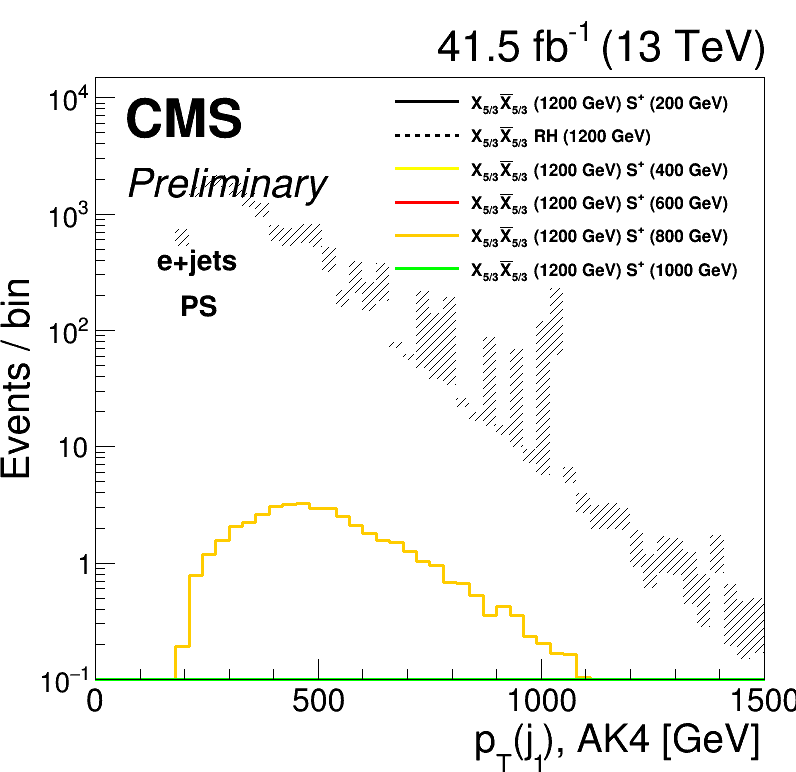 41.5 fb⁻¹ (13 TeV)
CMS
Preliminary
e+jets
PS
X₅/₃X̅₅/₃ (1200 GeV) S⁺ (200 GeV)
X₅/₃X̅₅/₃ RH (1200 GeV)
X₅/₃X̅₅/₃ (1200 GeV) S⁺ (400 GeV)
X₅/₃X̅₅/₃ (1200 GeV) S⁺ (600 GeV)
X₅/₃X̅₅/₃ (1200 GeV) S⁺ (800 GeV)
X₅/₃X̅₅/₃ (1200 GeV) S⁺ (1000 GeV)
Events / bin
10⁴
10³
10²
10
1
10⁻¹
0 500 1000 1500
p_T(j₁), AK4 [GeV]